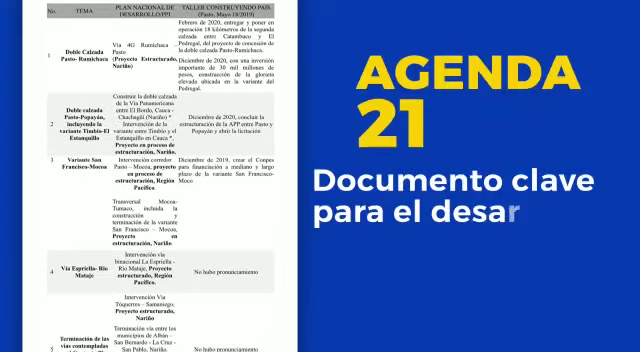 No.
TEMA
PLAN NACIONAL DE
DESARROLLO/PPI
TALLER CONSTRUYENDO PAIS
(Pasto, Mayo 18/2019)
1
Doble Calzada
Pasto- Rumichaca
Vía 4G Rumichaca –
Pasto
(Proyecto Estructurado,
Nariño)
Febrero de 2020, entregar y poner en
operación 18 kilómetros de la segunda
calzada entre Catambuco y El
Pedregal, del proyecto de concesión de
la doble calzada Pasto-Rumichaca.
Diciembre de 2020, con una inversión
importante de 30 mil millones de
pesos, construcción de la glorieta
elevada ubicada en la variante del
Pedregal.
2
Doble calzada
Pasto-Popayán,
incluyendo la
variante Timbío-El
Estanquillo
Construir la doble calzada
de la Vía Panamericana
entre El Bordo, Cauca -
Chachagüí (Nariño) *
Intervención de la
variante entre Timbío y el
Estanquillo en Cauca *,
Proyecto en proceso de
estructuración, Nariño.
Diciembre de 2020, concluir la
estructuración de la APP entre Pasto y
Popayán y abrir la licitación
3
Variante San
Francisco-Mocoa
Intervención corredor
Pasto – Mocoa, proyecto
en proceso de
estructuración, Región
Pacífico.
Transversal Mocoa-
Tumaco, incluida la
construcción y
terminación de la variante
San Francisco – Mocoa,
Proyecto en
estructuración, Nariño
Diciembre de 2019, crear el Conpes
para financiación a mediano y largo
plazo de la variante San Francisco-
Moco
4
Vía Espriella- Río
Mataje
Intervención vía
binacional La Espriella -
Río Mataje, Proyecto
estructurado, Región
Pacífico.
No hubo pronunciamiento
Intervención Vía
Túquerres – Samaniego,
Proyecto estructurado,
Nariño
5
Terminación de las
vías contempladas
Terminación vía entre los
municipios de Albán -
San Bernardo - La Cruz -
San Pablo, Nariño.
No hubo pronunciamiento
AGENDA
21
Documento clave
para el desar